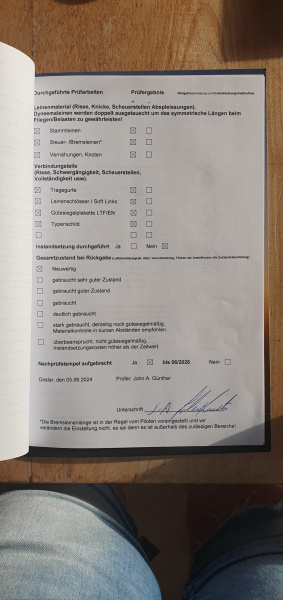 Durchgeführte Prüfarbeiten Prüfergebnis
Leinenmaterial (Risse, Knicke, Scheuerstellen Abspleissungen).
Dyneemaleinen werden doppelt ausgetauscht um das symmetrische Längen beim
Fliegen/Belasten zu gewährleisten!
☒ Stammleinen ☒ ☐
☒ Steuer- /Bremsleinen* ☒ ☐
☒ Vernähungen, Knoten ☒ ☐
Verbindungsteile
(Risse, Schwergängigkeit, Scheuerstellen,
Vollständigkeit usw).
☒ Tragegurte ☒ ☐
☒ Leinenschlösser / Soft Links ☒ ☐
☒ Gütesiegelplakette LTF/EN ☒ ☐
☒ Typenschild ☒ ☐
☐ ☐ ☐
Instandsetzung durchgeführt Ja ☐ Nein ☒
Gesamtzustand bei Rückgabe
☒ Neuwertig
☐ gebraucht sehr guter Zustand
☐ gebraucht guter Zustand
☐ gebraucht
☐ deutlich gebraucht
☐ stark gebraucht, derzeitig noch gütesiegelmäßig,
Materialkontrolle in kurzen Abständen empfohlen.
☐ überbeansprucht, nicht gütesiegelmäßig,
Instandsetzungskosten höher als der Zeitwert.
Nachprüfstempel aufgebracht Ja ☒ bis 06/2026 Nein ☐
Goslar, den 05.06.2024 Prüfer: John A. Günther
Unterschrift
*Die Bremsleinenlänge ist in der Regel vom Piloten voreingestellt und wir
verändern die Einstellung nicht, es sei denn es ist außerhalb des zulässigen Bereichs!